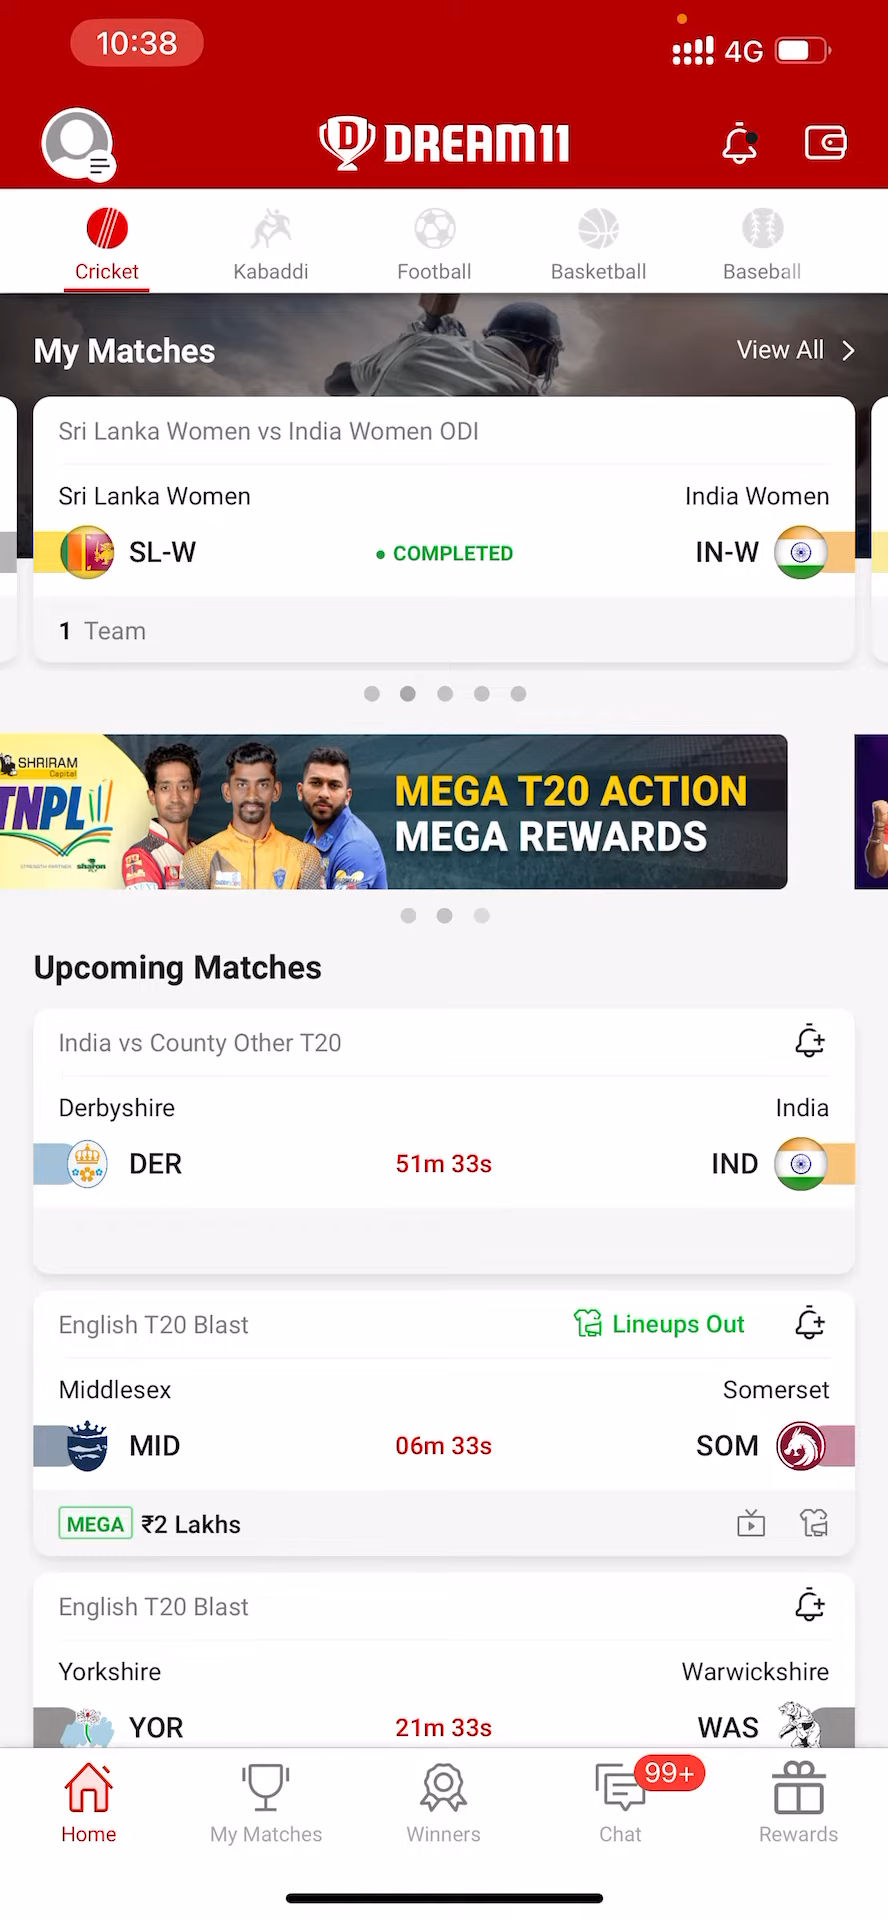 10:38
4G
DREAM11
Cricket
Kabaddi
Football
Basketball
Baseball
My Matches
View All
Sri Lanka Women vs India Women ODI
Sri Lanka Women
India Women
SL-W
COMPLETED
IN-W
1 Team
SHRIRAM
Capital
TNPL
STRENGTH PARTNER
sharon
PLY
MEGA T20 ACTION
MEGA REWARDS
Upcoming Matches
India vs County Other T20
Derbyshire
India
DER
51m 33s
IND
English T20 Blast
Lineups Out
Middlesex
Somerset
MID
06m 33s
SOM
MEGA ₹2 Lakhs
English T20 Blast
Yorkshire
Warwickshire
YOR
21m 33s
WAS
99+
Home
My Matches
Winners
Chat
Rewards